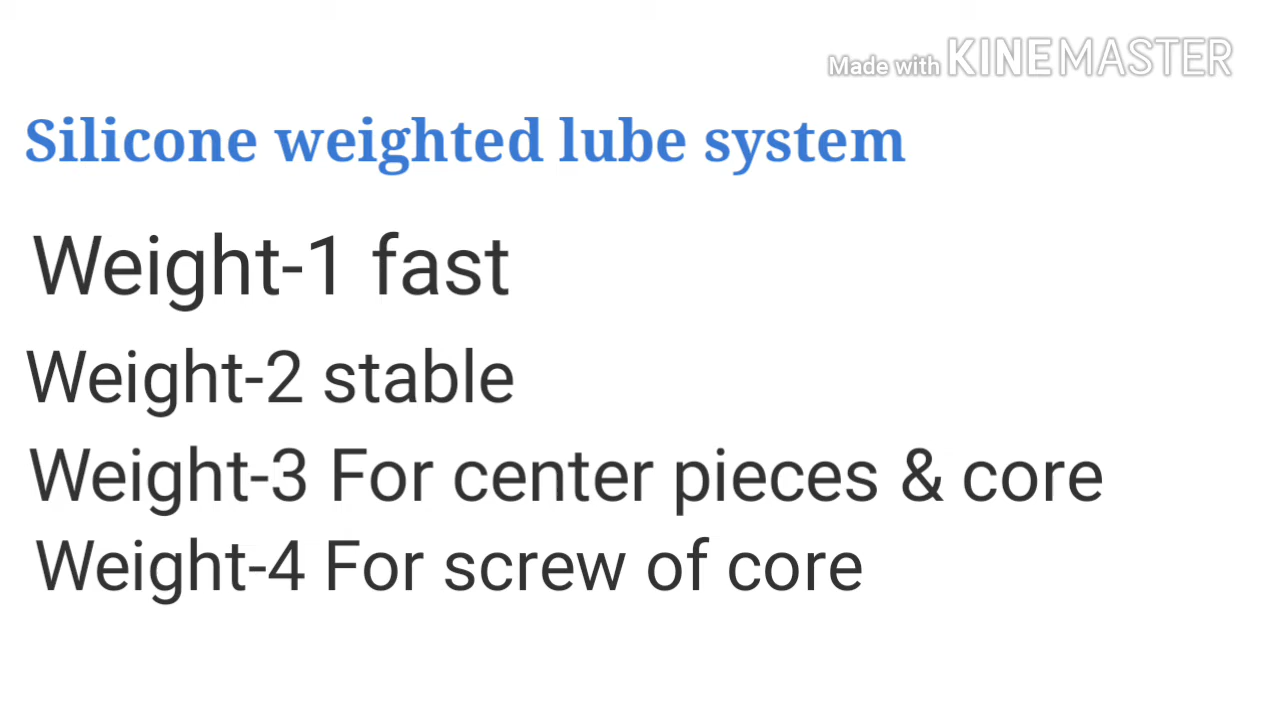 Made with KINEMASTER
Silicone weighted lube system
Weight-1 fast
Weight-2 stable
Weight-3 For center pieces & core
Weight-4 For screw of core